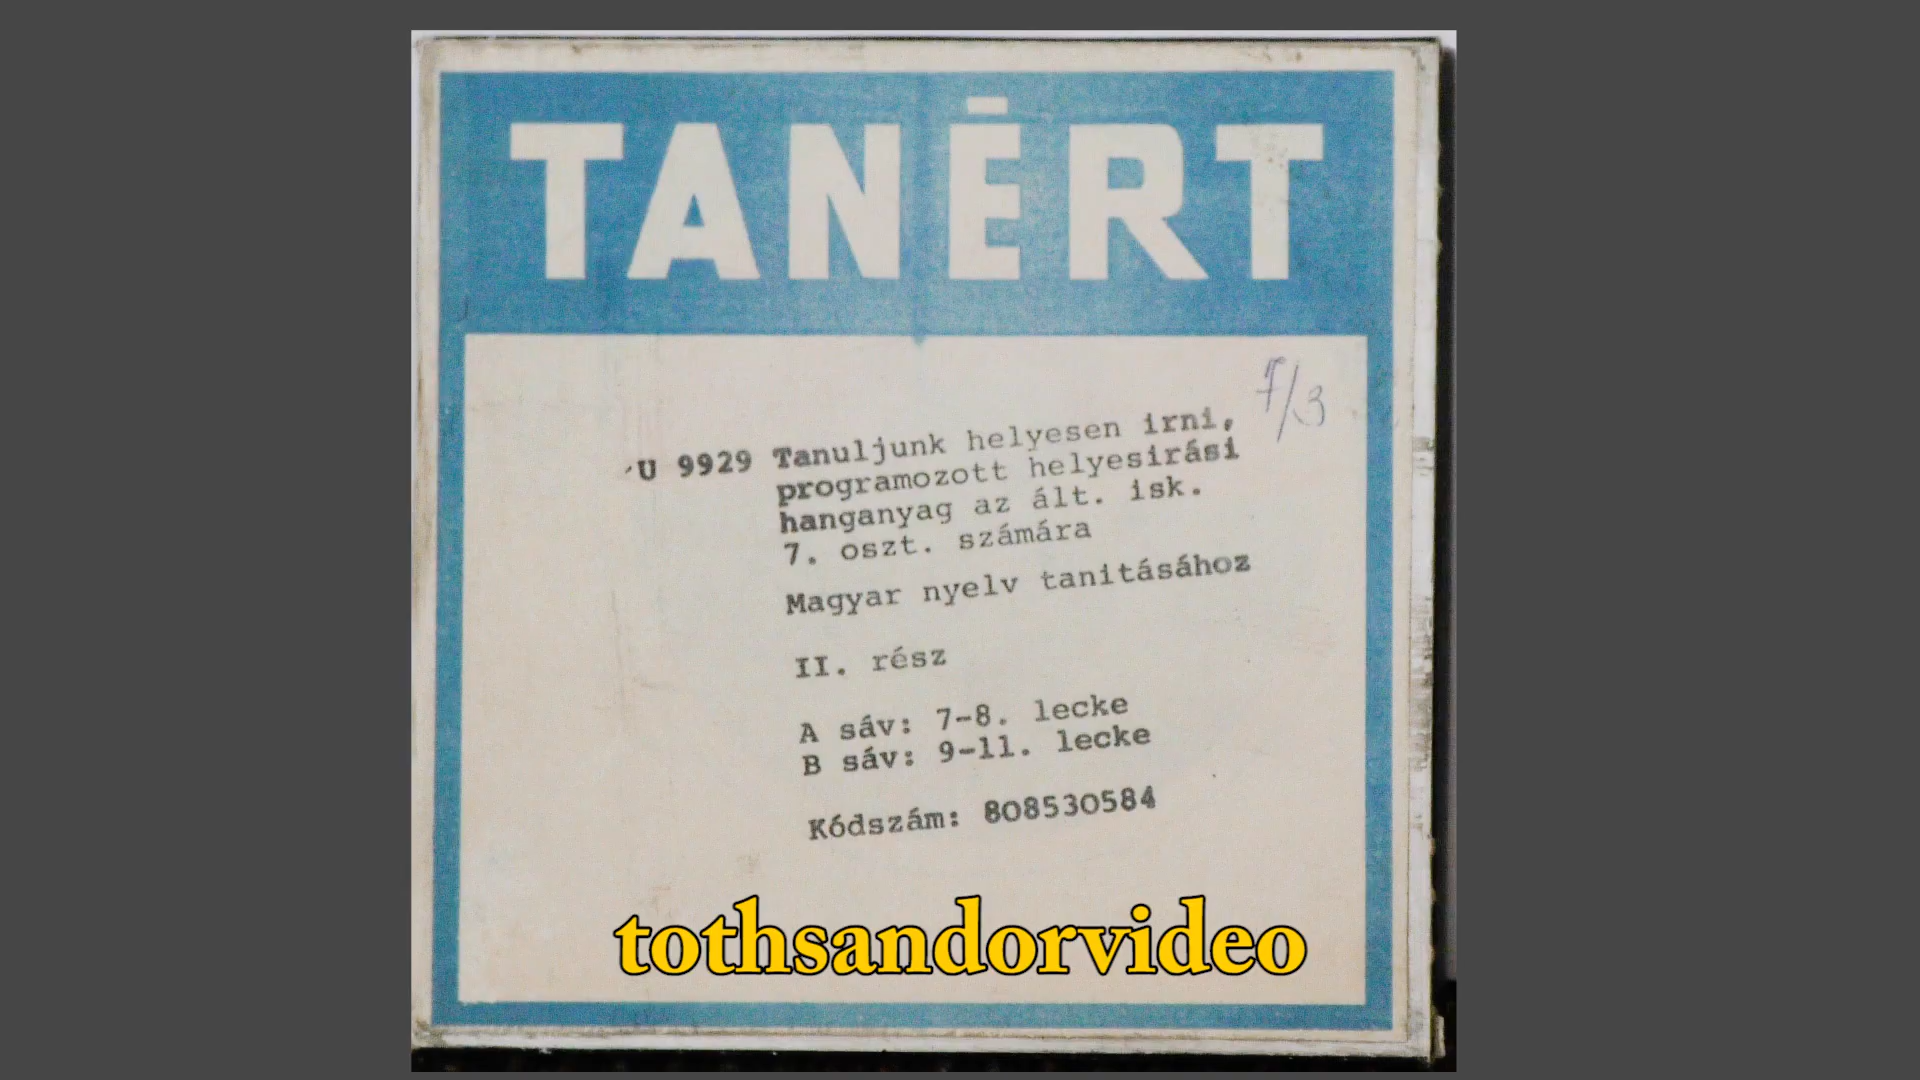 TANÉRT
7/3
U 9929 Tanuljunk helyesen irni,
programozott helyesirási
hanganyag az ált. isk.
7. oszt. számára
Magyar nyelv tanitásához
II. rész
A sáv: 7-8. lecke
B sáv: 9-11. lecke
Kódszám: 808530584
tothsandorvideo